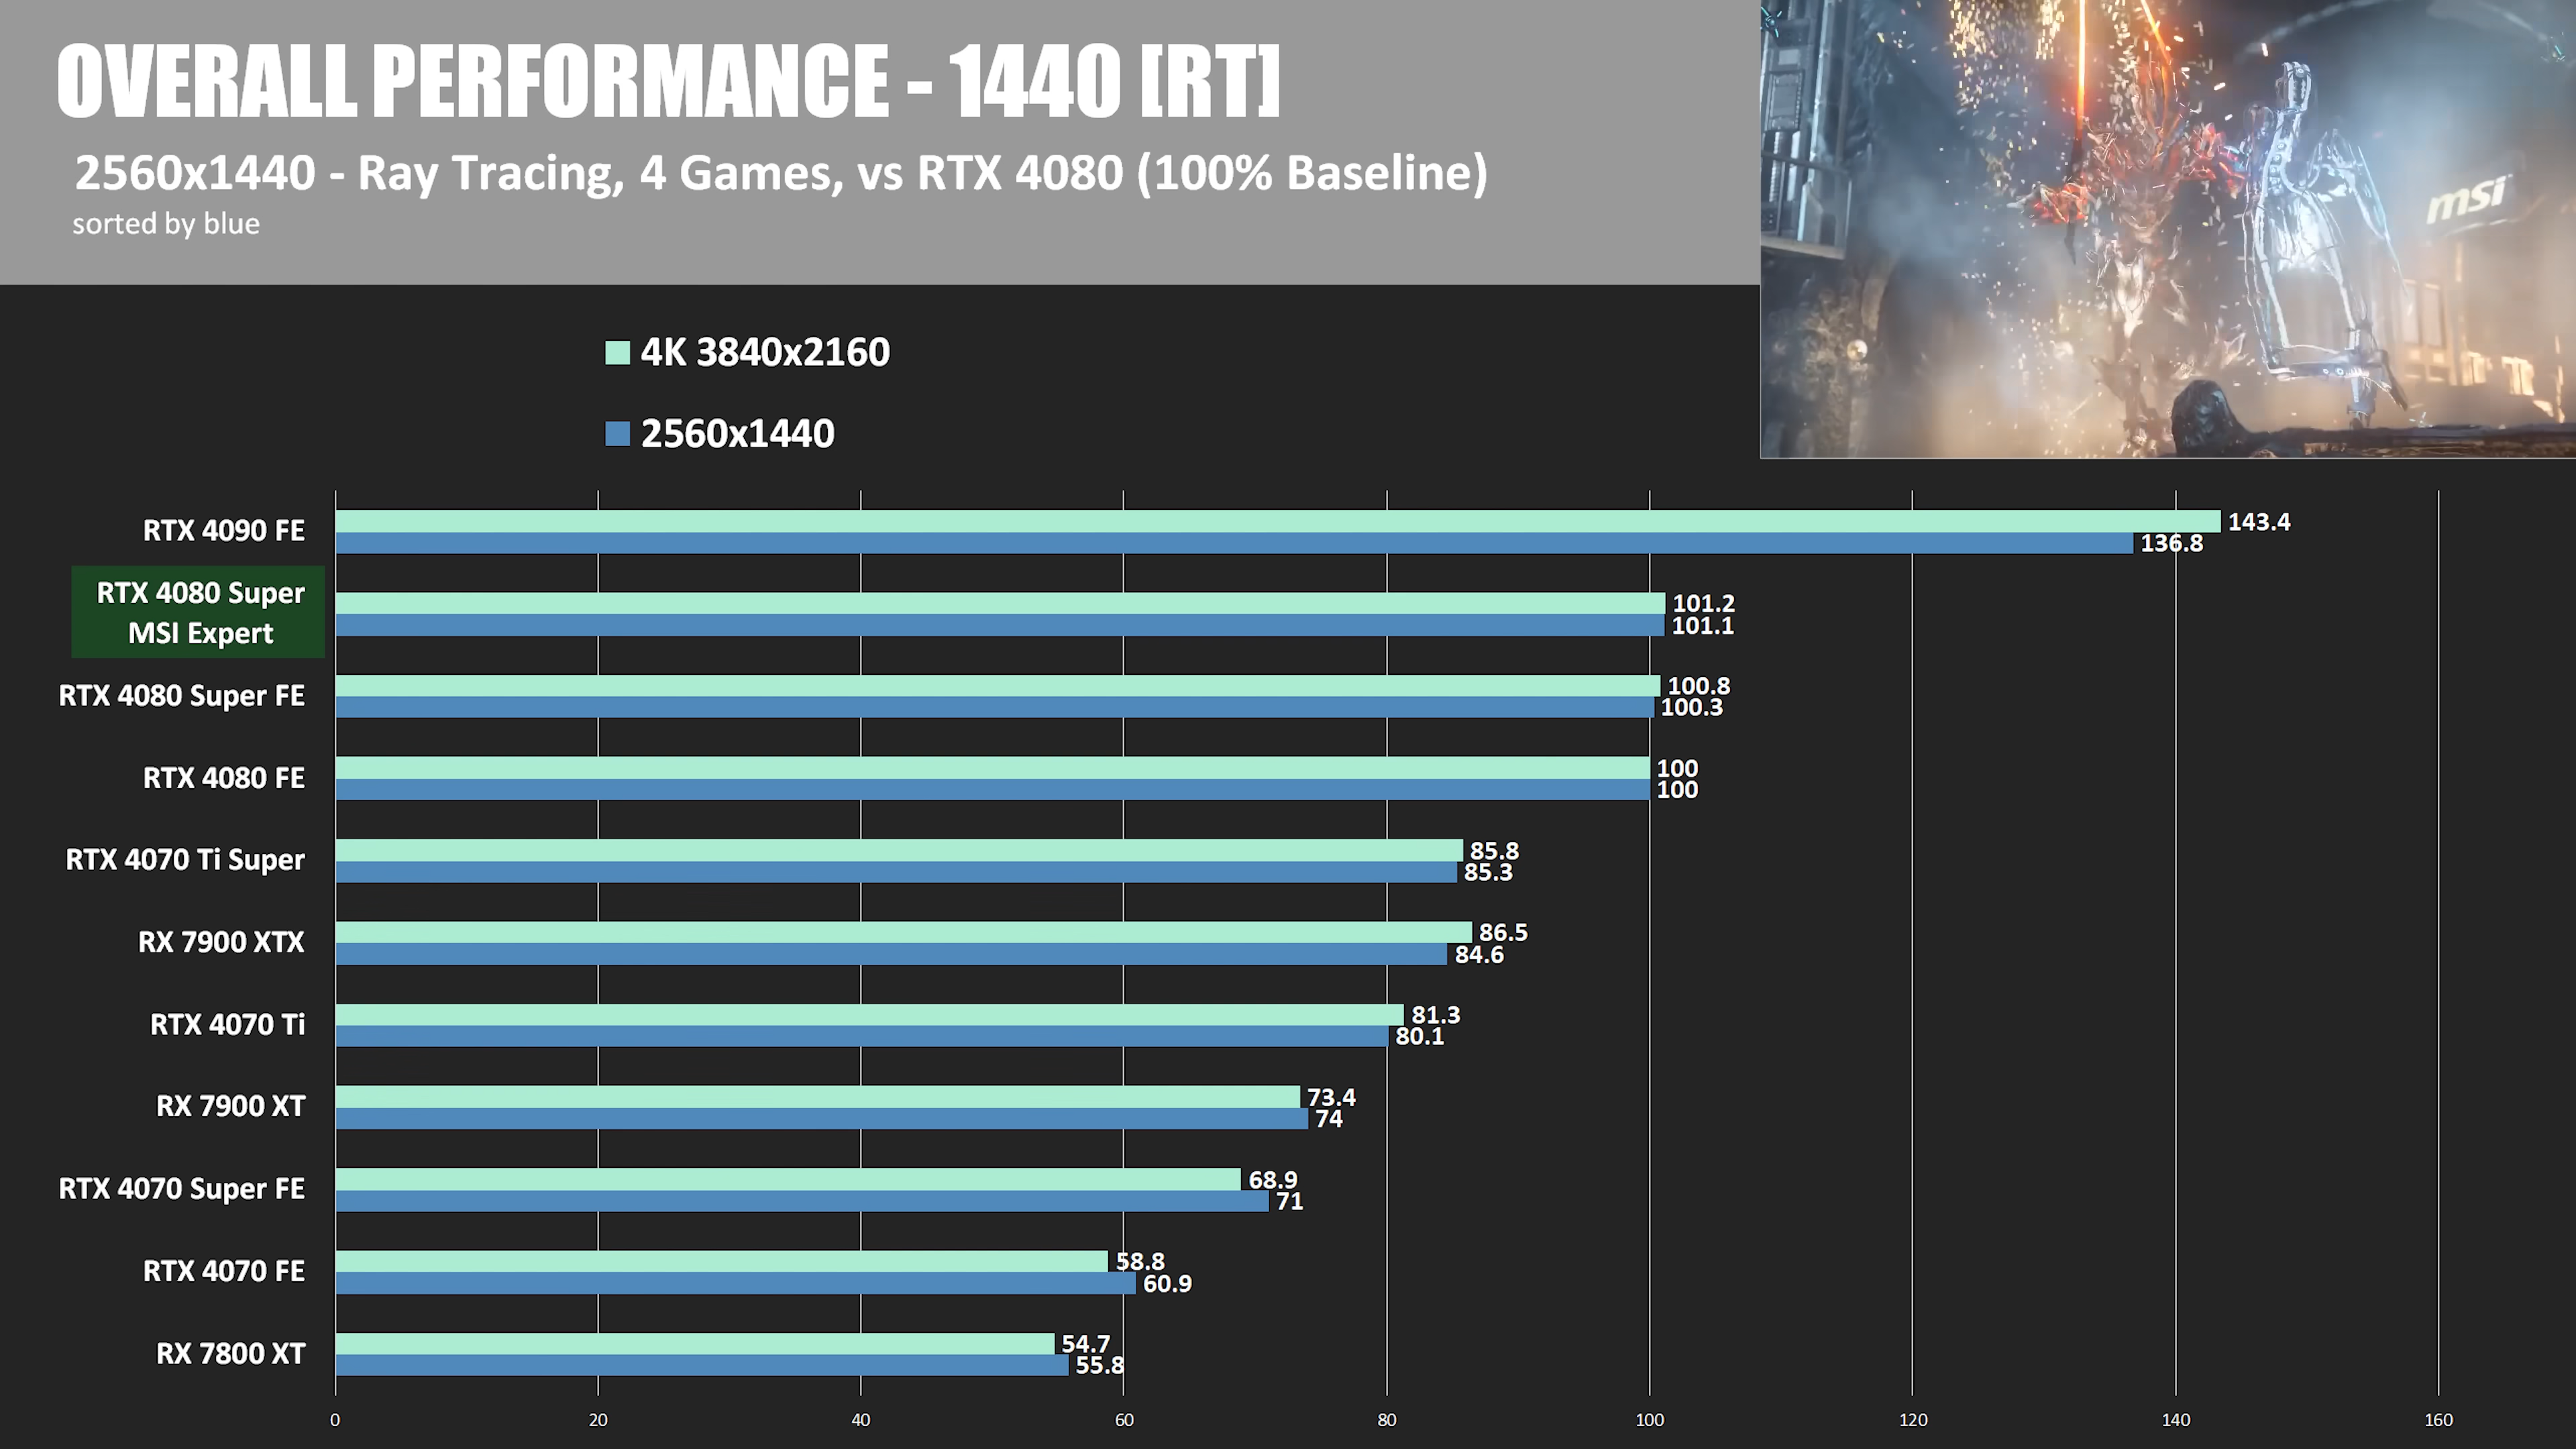 OVERALL PERFORMANCE - 1440 [RT]
2560x1440 - Ray Tracing, 4 Games, vs RTX 4080 (100% Baseline)
sorted by blue
msi
4K 3840x2160
2560x1440
RTX 4090 FE
143.4
136.8
RTX 4080 Super
MSI Expert
101.2
101.1
RTX 4080 Super FE
100.8
100.3
RTX 4080 FE
100
100
RTX 4070 Ti Super
85.8
85.3
RX 7900 XTX
86.5
84.6
RTX 4070 Ti
81.3
80.1
RX 7900 XT
73.4
74
RTX 4070 Super FE
68.9
71
RTX 4070 FE
58.8
60.9
RX 7800 XT
54.7
55.8
0 20 40 60 80 100 120 140 160